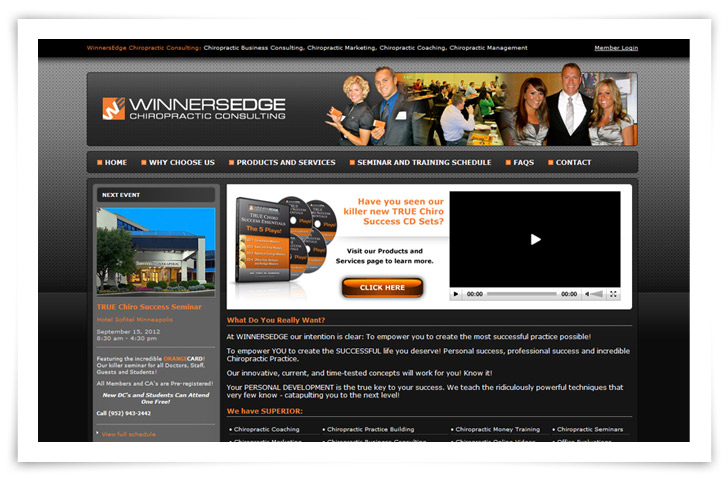 WinnersEdge Chiropractic Consulting: Chiropractic Business Consulting, Chiropractic Marketing, Chiropractic Coaching, Chiropractic Management
Member Login
WINNERSEDGE
CHIROPRACTIC CONSULTING
HOME
WHY CHOOSE US
PRODUCTS AND SERVICES
SEMINAR AND TRAINING SCHEDULE
FAQS
CONTACT
NEXT EVENT
TRUE Chiro Success Seminar
Hotel Sofitel Minneapolis
September 15, 2012
8:30 am - 4:30 pm
Featuring the incredible ORANGECARD!
Our killer seminar for all Doctors, Staff,
Guests and Students!
All Members and CA's are Pre-registered!
New DC's and Students Can Attend
One Free!
Call (952) 943-2442
View full schedule
WINNERSEDGE
TRUE CHIRO
SUCCESS ESSENTIALS
The 5 Plays!
Have you seen our
killer new TRUE Chiro
Success CD Sets?
Visit our Products and
Services page to learn more.
CLICK HERE
00:00
00:00
What Do You Really Want?
At WINNERSEDGE our intention is clear: To empower you to create the most successful practice possible!
To empower YOU to create the SUCCESSFUL life you deserve! Personal success, professional success and incredible
Chiropractic Practice.
Our innovative, current, and time-tested concepts will work for you! Know it!
Your PERSONAL DEVELOPMENT is the true key to your success. We teach the ridiculously powerful techniques that
very few know - catapulting you to the next level!
We have SUPERIOR:
• Chiropractic Coaching
• Chiropractic Practice Building
• Chiropractic Money Training
• Chiropractic Seminars
• Chiropractic Marketing
• Chiropractic Business Consulting
• Chiropractic Online Videos
• Office Evaluations